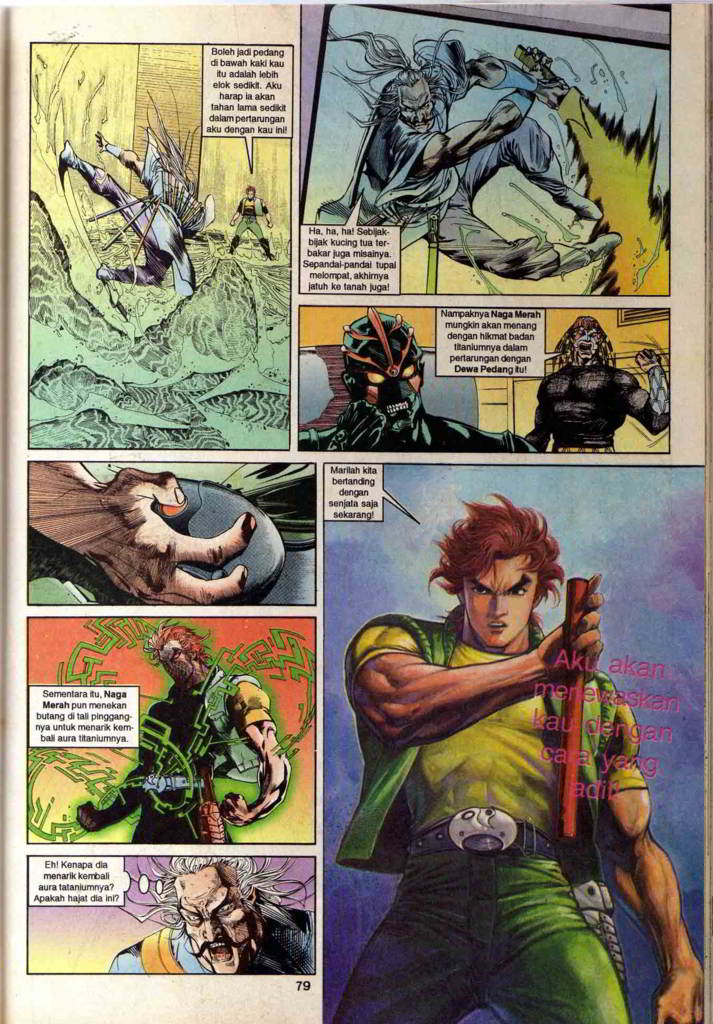 Boleh jadi pedang
di bawah kaki kau
itu adalah lebih
elok sedikit. Aku
harap ia akan
tahan lama sedikit
dalam pertarungan
aku dengan kau ini!
Ha, ha, ha! Sebijak-
bijak kucing tua ter-
bakar juga misainya.
Sepandai-pandai tupai
melompat, akhirnya
jatuh ke tanah juga!
Nampaknya Naga Merah
mungkin akan menang
dengan hikmat badan
titaniumnya dalam
pertarungan dengan
Dewa Pedang itu!
Marilah kita
bertanding
dengan
senjata saja
sekarang!
Aku akan
menewaskan
kau dengan
cara yang
adil!
Sementara itu, Naga
Merah pun menekan
butang di tali pinggang-
nya untuk menarik kem-
bali aura titaniumnya.
Eh! Kenapa dia
menarik kembali
aura tataniumnya?
Apakah hajat dia ini?
79